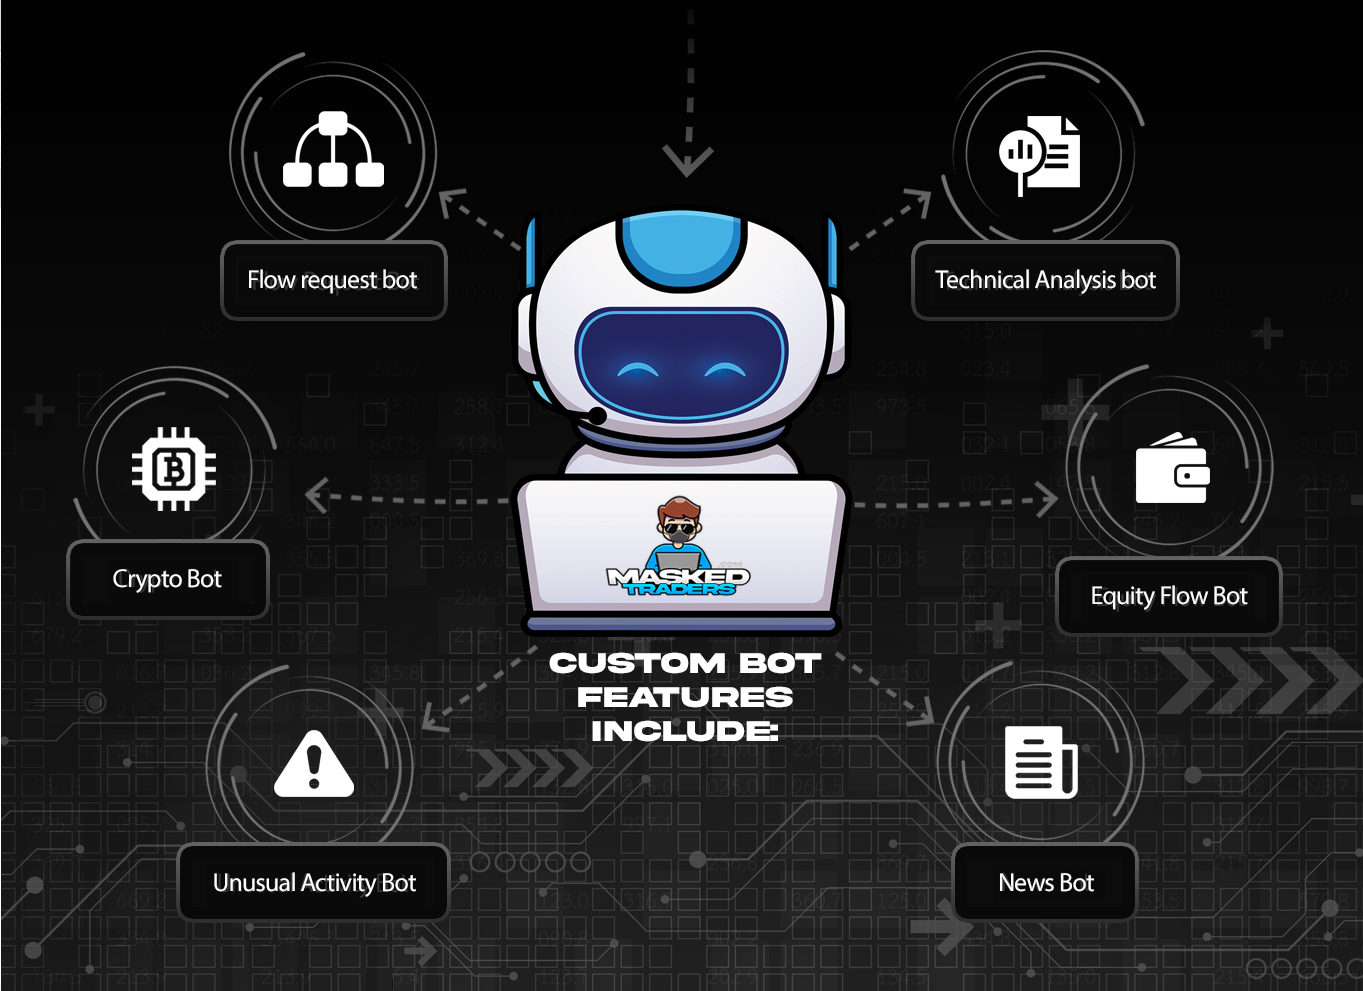 Flow request bot
Technical Analysis bot
Crypto Bot
.COM
MASKED
TRADERS
Equity Flow Bot
CUSTOM BOT
FEATURES
INCLUDE:
Unusual Activity Bot
News Bot